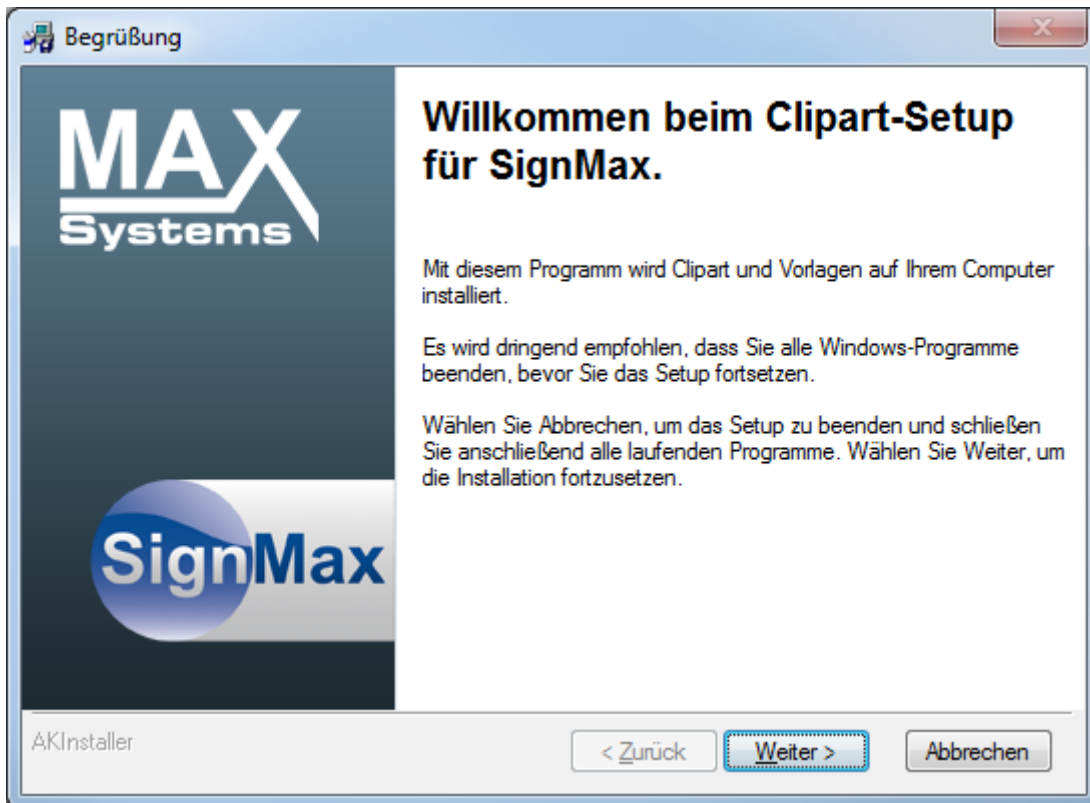 Begrüßung
MAX
Systems
SignMax
Willkommen beim Clipart-Setup
für SignMax.
Mit diesem Programm wird Clipart und Vorlagen auf Ihrem Computer
installiert.
Es wird dringend empfohlen, dass Sie alle Windows-Programme
beenden, bevor Sie das Setup fortsetzen.
Wählen Sie Abbrechen, um das Setup zu beenden und schließen
Sie anschließend alle laufenden Programme. Wählen Sie Weiter, um
die Installation fortzusetzen.
AKInstaller
< Zurück
Weiter >
Abbrechen